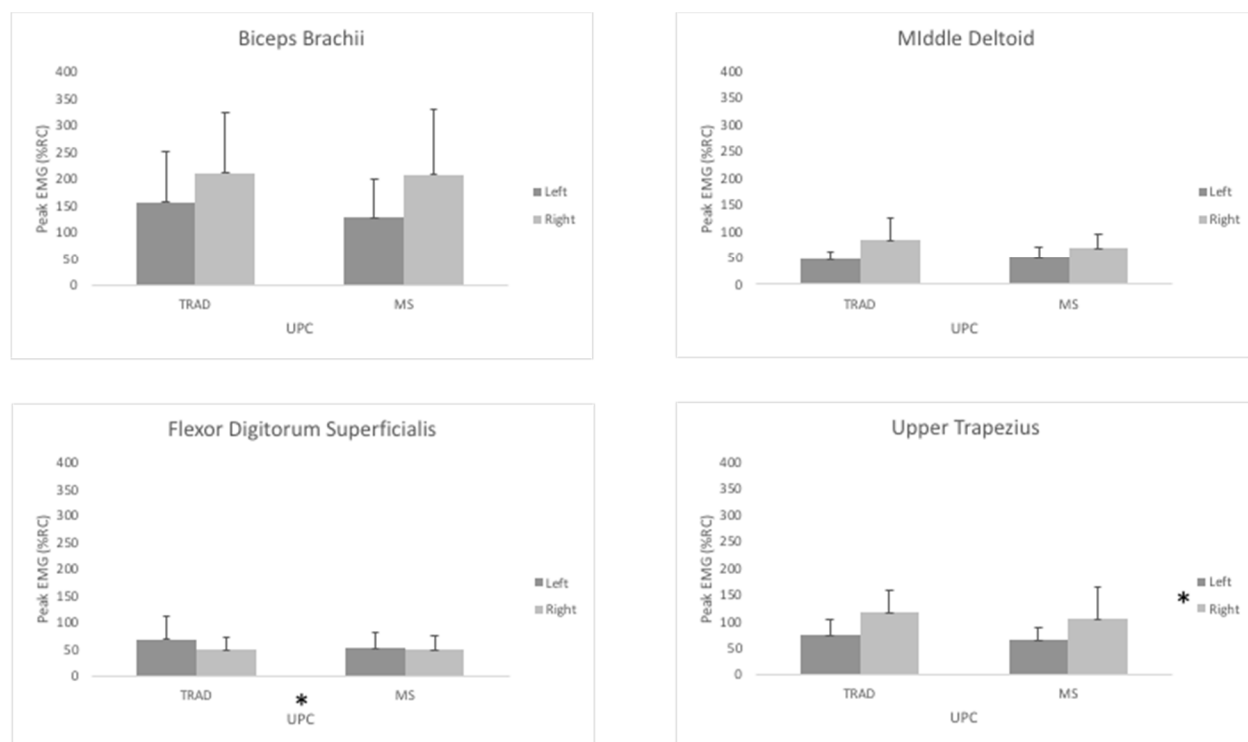 Biceps Brachii
400
350
300
250
200
150
100
50
0
Peak EMG (%RC)
TRAD
MS
UPC
Left
Right
MIddle Deltoid
400
350
300
250
200
150
100
50
0
Peak EMG (%RC)
TRAD
MS
UPC
Left
Right
Flexor Digitorum Superficialis
400
350
300
250
200
150
100
50
0
Peak EMG (%RC)
TRAD
MS
*
UPC
Left
Right
Upper Trapezius
400
350
300
250
200
150
100
50
0
Peak EMG (%RC)
TRAD
MS
UPC
Left
*
Right